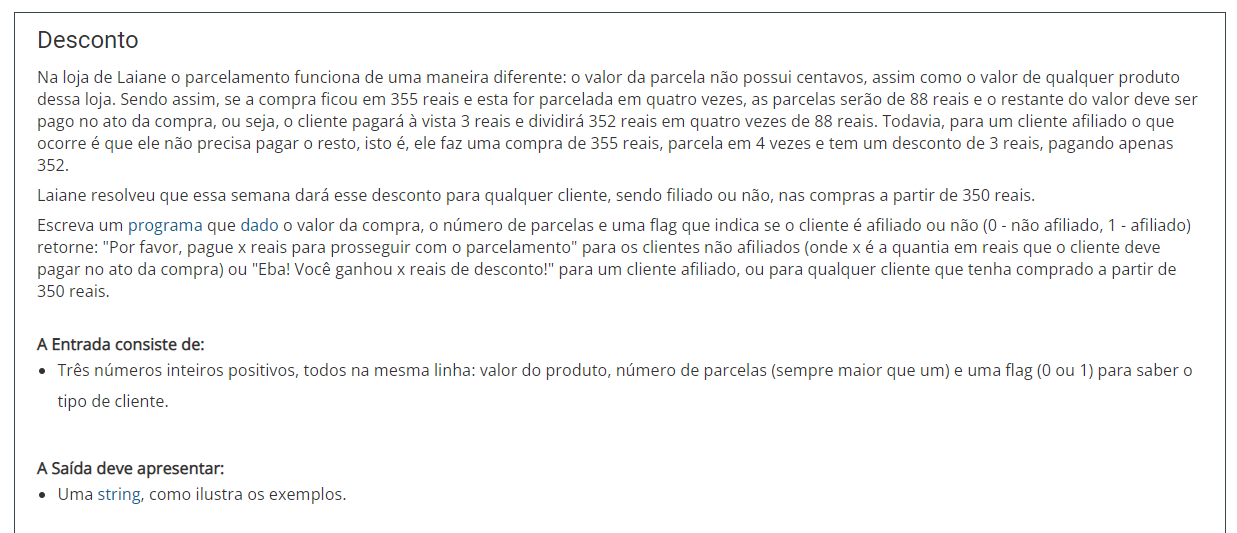 Desconto
Na loja de Laiane o parcelamento funciona de uma maneira diferente: o valor da parcela não possui centavos, assim como o valor de qualquer produto
dessa loja. Sendo assim, se a compra ficou em 355 reais e esta for parcelada em quatro vezes, as parcelas serão de 88 reais e o restante do valor deve ser
pago no ato da compra, ou seja, o cliente pagará à vista 3 reais e dividirá 352 reais em quatro vezes de 88 reais. Todavia, para um cliente afiliado o que
ocorre é que ele não precisa pagar o resto, isto é, ele faz uma compra de 355 reais, parcela em 4 vezes e tem um desconto de 3 reais, pagando apenas
352.
Laiane resolveu que essa semana dará esse desconto para qualquer cliente, sendo filiado ou não, nas compras a partir de 350 reais.
Escreva um programa que dado o valor da compra, o número de parcelas e uma flag que indica se o cliente é afiliado ou não (0 - não afiliado, 1 - afiliado)
retorne: "Por favor, pague x reais para prosseguir com o parcelamento" para os clientes não afiliados (onde x é a quantia em reais que o cliente deve
pagar no ato da compra) ou "Eba! Você ganhou x reais de desconto!" para um cliente afiliado, ou para qualquer cliente que tenha comprado a partir de
350 reais.
A Entrada consiste de:
• Três números inteiros positivos, todos na mesma linha: valor do produto, número de parcelas (sempre maior que um) e uma flag (0 ou 1) para saber o
tipo de cliente.
A Saída deve apresentar:
• Uma string, como ilustra os exemplos.